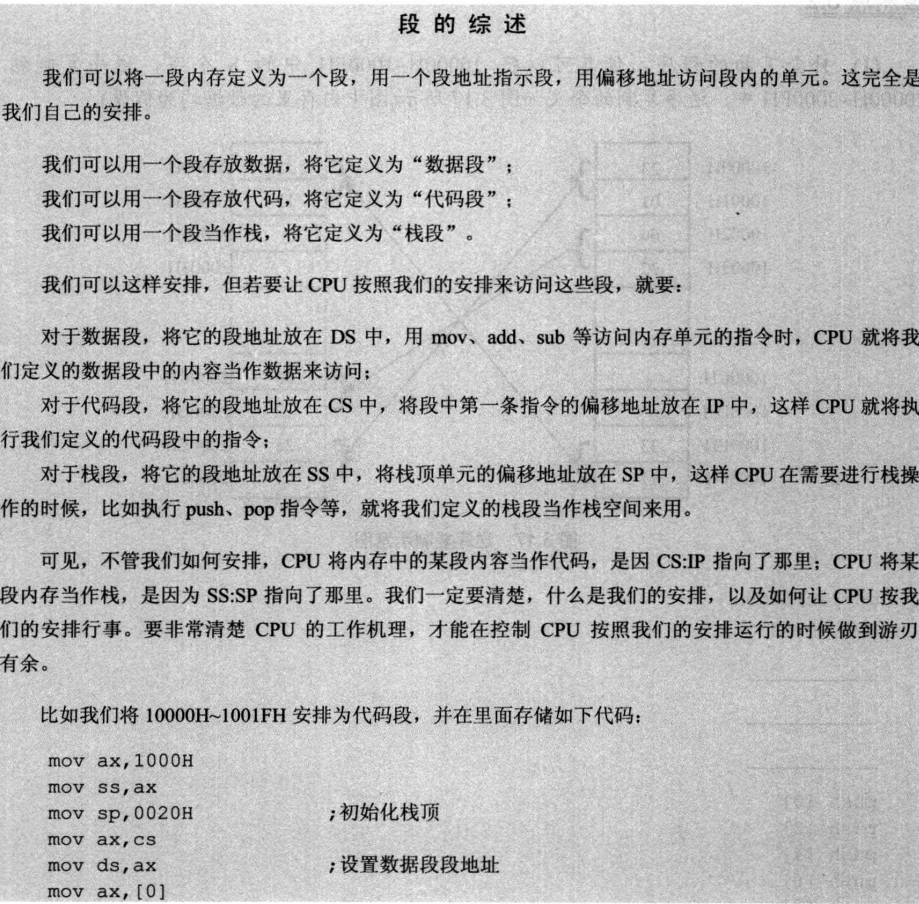 段的综述
我们可以将一段内存定义为一个段，用一个段地址指示段，用偏移地址访问段内的单元。这完全是
我们自己的安排。
我们可以用一个段存放数据，将它定义为“数据段”；
我们可以用一个段存放代码，将它定义为“代码段”；
我们可以用一个段当作栈，将它定义为“栈段”。
我们可以这样安排，但若要让 CPU 按照我们的安排来访问这些段，就要：
对于数据段，将它的段地址放在 DS 中，用 mov、add、sub 等访问内存单元的指令时，CPU 就将我
们定义的数据段中的内容当作数据来访问；
对于代码段，将它的段地址放在 CS 中，将段中第一条指令的偏移地址放在 IP 中，这样 CPU 就将执
行我们定义的代码段中的指令；
对于栈段，将它的段地址放在 SS 中，将栈顶单元的偏移地址放在 SP 中，这样 CPU 在需要进行栈操
作的时候，比如执行 push、pop 指令等，就将我们定义的栈段当作栈空间来用。
可见，不管我们如何安排，CPU 将内存中的某段内容当作代码，是因 CS:IP 指向了那里；CPU 将某
段内存当作栈，是因为 SS:SP 指向了那里。我们一定要清楚，什么是我们的安排，以及如何让 CPU 按我
们的安排行事。要非常清楚 CPU 的工作机理，才能在控制 CPU 按照我们的安排运行的时候做到游刃
有余。
比如我们将 10000H~1001FH 安排为代码段，并在里面存储如下代码：
mov ax,1000H
mov ss,ax
mov sp,0020H ;初始化栈顶
mov ax,cs
mov ds,ax ;设置数据段段地址
mov ax,[0]